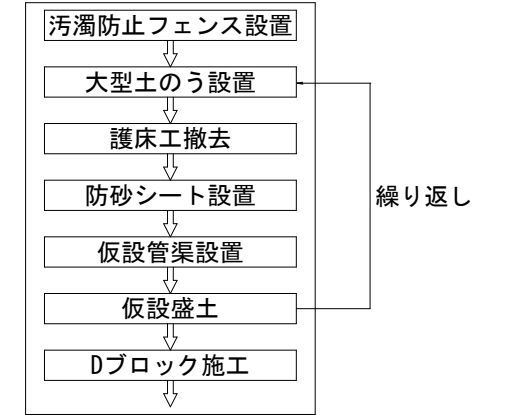 汚濁防止フェンス設置
大型土のう設置
護床工撤去
防砂シート設置
繰り返し
仮設管渠設置
仮設盛土
Dブロック施工